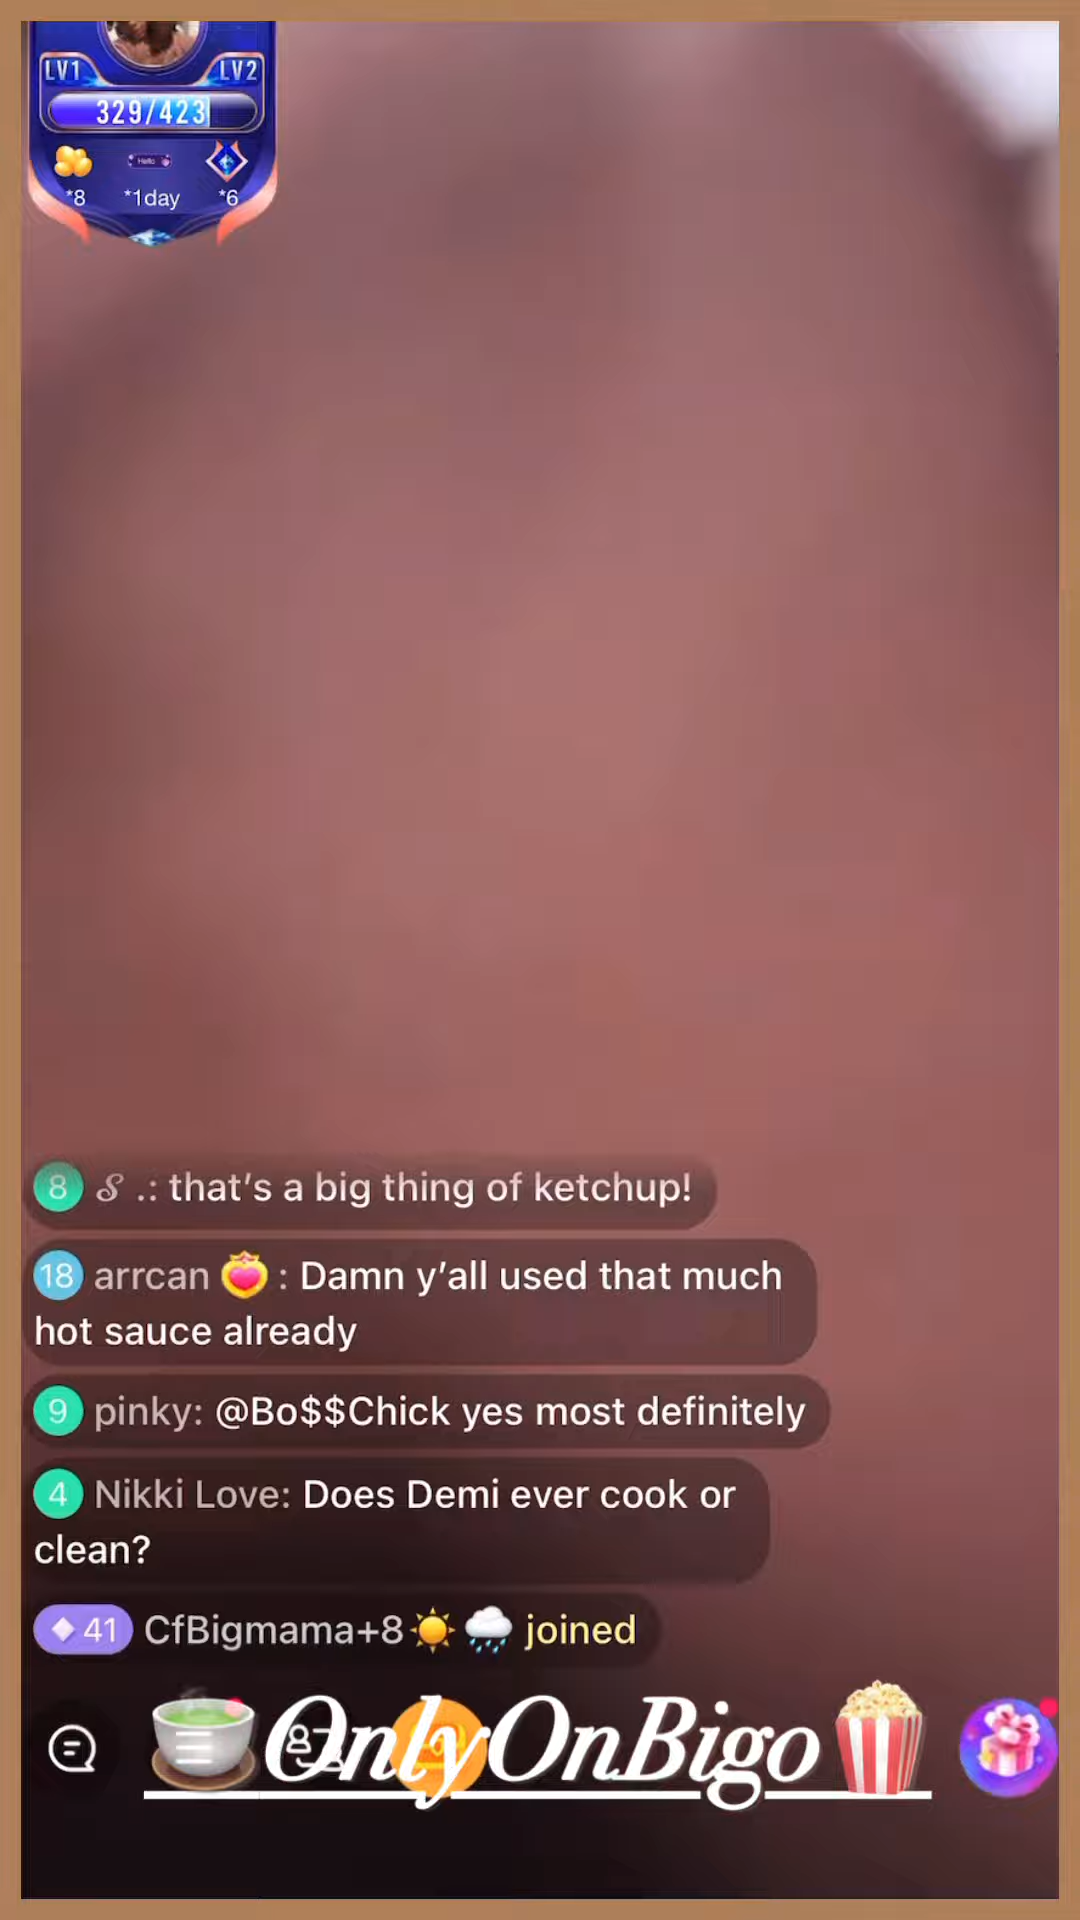 LV1 LV2
329/423
Hello
*8 *1day *6
8 S .: that's a big thing of ketchup!
18 arrcan : Damn y'all used that much
hot sauce already
9 pinky: @Bo$$Chick yes most definitely
4 Nikki Love: Does Demi ever cook or
clean?
41 CfBigmama+8 joined
OnlyOnBigo